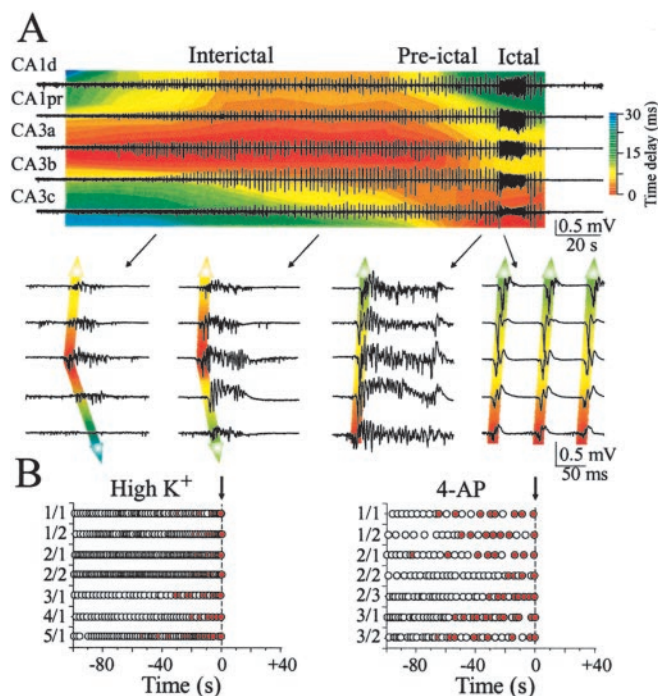 A
Interictal Pre-ictal Ictal
CA1d
CA1pr
CA3a
CA3b
CA3c
30
15
0
Time delay (ms)
0.5 mV
20 s
0.5 mV
50 ms
B
High K+
1/1
1/2
2/1
2/2
3/1
4/1
5/1
-80 -40 0 +40
Time (s)
4-AP
1/1
1/2
2/1
2/2
2/3
3/1
3/2
-80 -40 0 +40
Time (s)